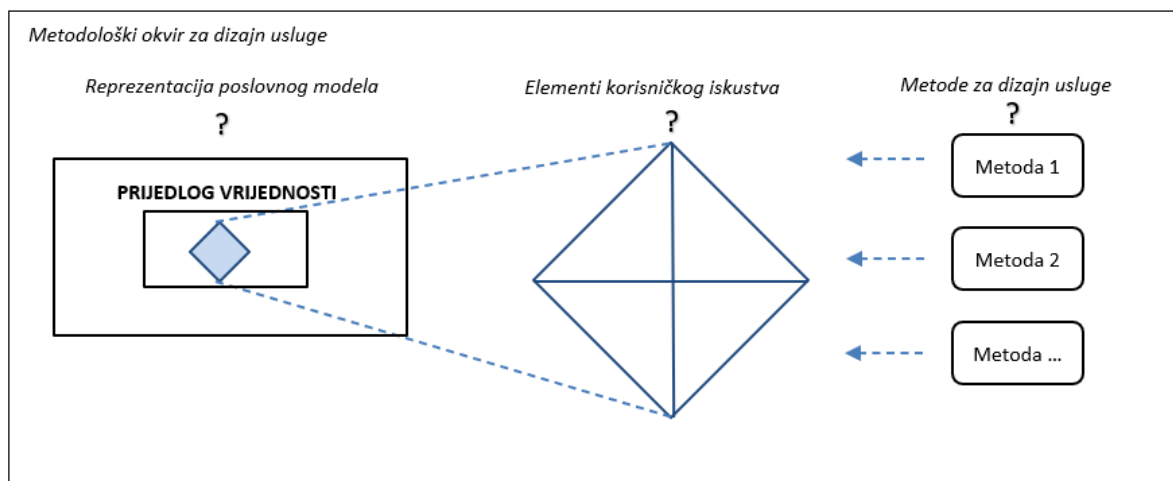 Metodološki okvir za dizajn usluge
Reprezentacija poslovnog modela
?
PRIJEDLOG VRIJEDNOSTI
Elementi korisničkog iskustva
?
Metode za dizajn usluge
?
Metoda 1
Metoda 2
Metoda ...